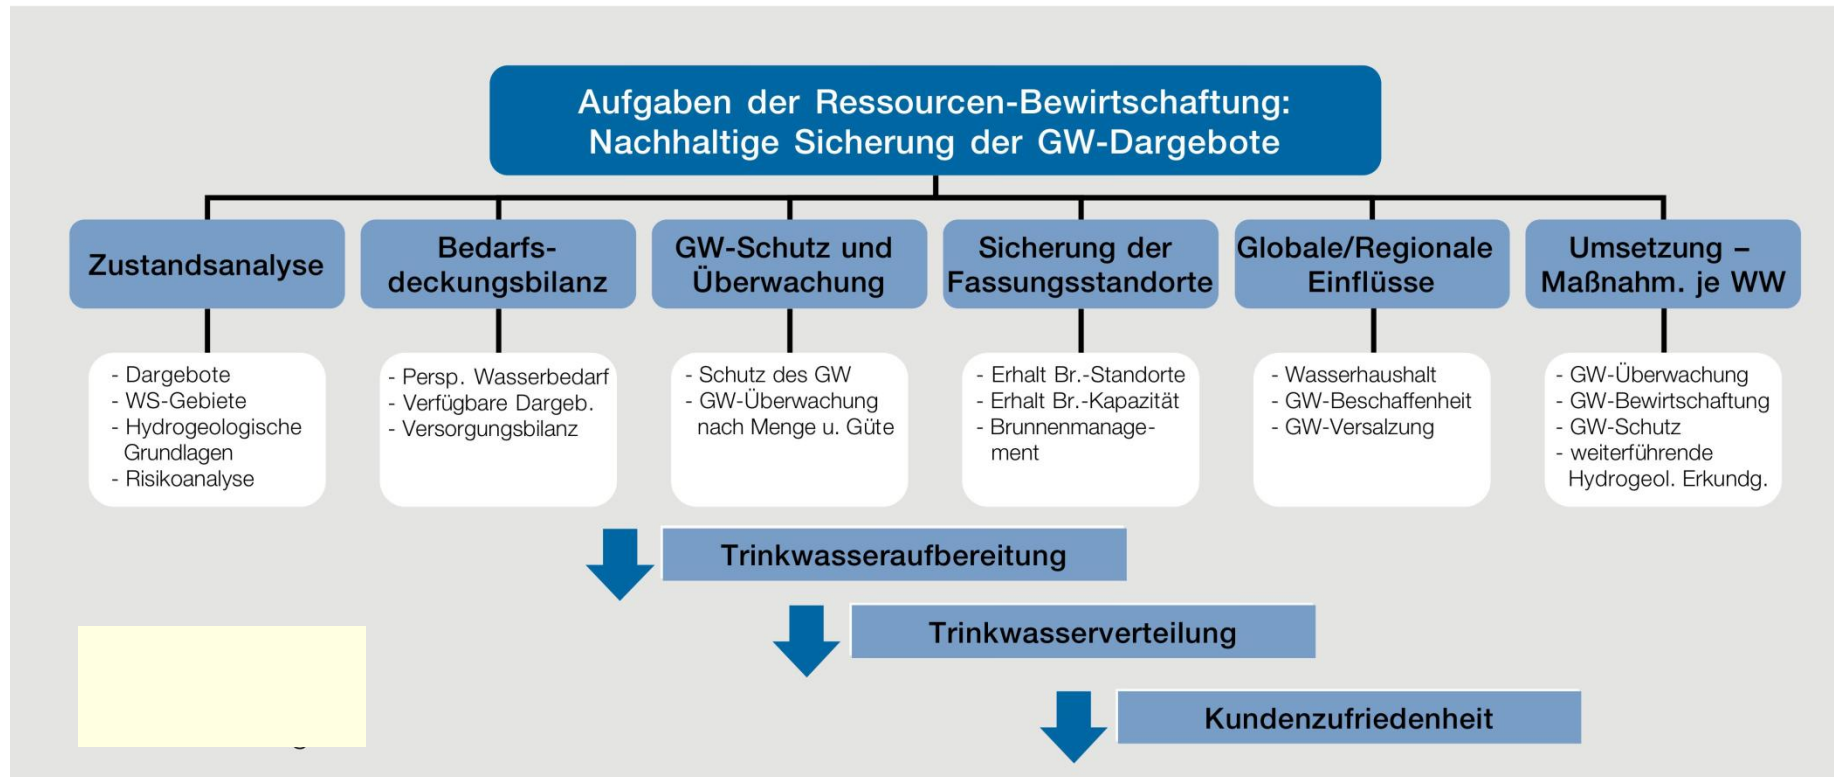 Aufgaben der Ressourcen-Bewirtschaftung:
Nachhaltige Sicherung der GW-Dargebote
Zustandsanalyse
Bedarfs-
deckungsbilanz
GW-Schutz und
Überwachung
Sicherung der
Fassungsstandorte
Globale/Regionale
Einflüsse
Umsetzung –
Maßnahm. je WW
- Dargebote
- WS-Gebiete
- Hydrogeologische
Grundlagen
- Risikoanalyse
- Persp. Wasserbedarf
- Verfügbare Dargeb.
- Versorgungsbilanz
- Schutz des GW
- GW-Überwachung
nach Menge u. Güte
- Erhalt Br.-Standorte
- Erhalt Br.-Kapazität
- Brunnenmanage-
ment
- Wasserhaushalt
- GW-Beschaffenheit
- GW-Versalzung
- GW-Überwachung
- GW-Bewirtschaftung
- GW-Schutz
- weiterführende
Hydrogeol. Erkundg.
Trinkwasseraufbereitung
Trinkwasserverteilung
Kundenzufriedenheit